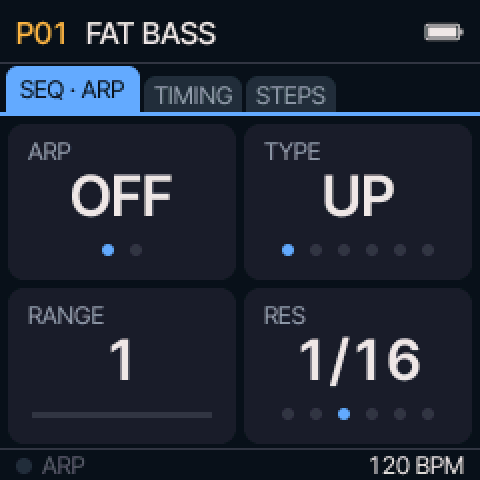 P01 FAT BASS
SEQ · ARP TIMING STEPS
ARP TYPE
OFF UP
RANGE RES
1 1/16
ARP 120 BPM